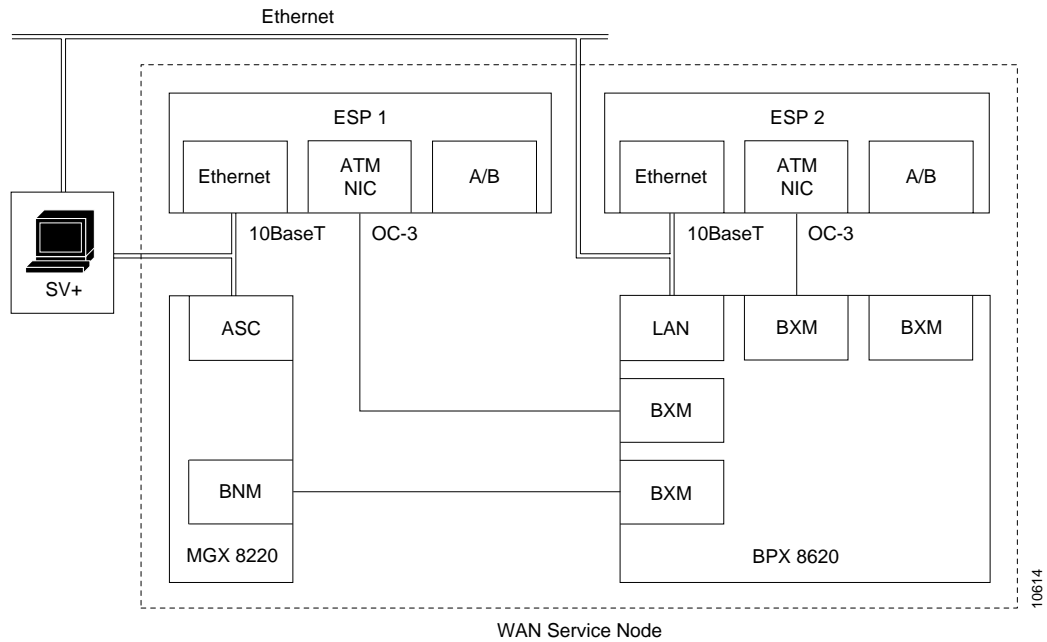 Ethernet
ESP 1
ESP 2
Ethernet
ATM
NIC
A/B
Ethernet
ATM
NIC
A/B
10BaseT
OC-3
10BaseT
OC-3
SV+
ASC
LAN
BXM
BXM
BXM
BNM
BXM
MGX 8220
BPX 8620
10614
WAN Service Node